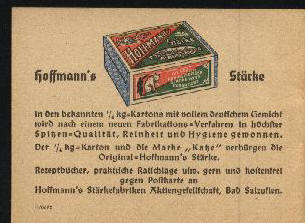 Hoffmann's Stärke
HOFFMANN'S
STÄRKE
in den bekannten 1/4 kg-Kartons mit vollem deutschem Gewicht
wird nach einem neuen Fabrikations-Verfahren in höchster
Spitzen-Qualität, Reinheit und Hygiene gewonnen.
Der 1/4 kg-Karton und die Marke „Katze" verbürgen die
Original-Hoffmann's Stärke.
Rezeptbücher, praktische Ratschläge usw. gern und kostenfrei
gegen Postkarte an
Hoffmann's Stärkefabriken Aktiengesellschaft, Bad Salzuflen.